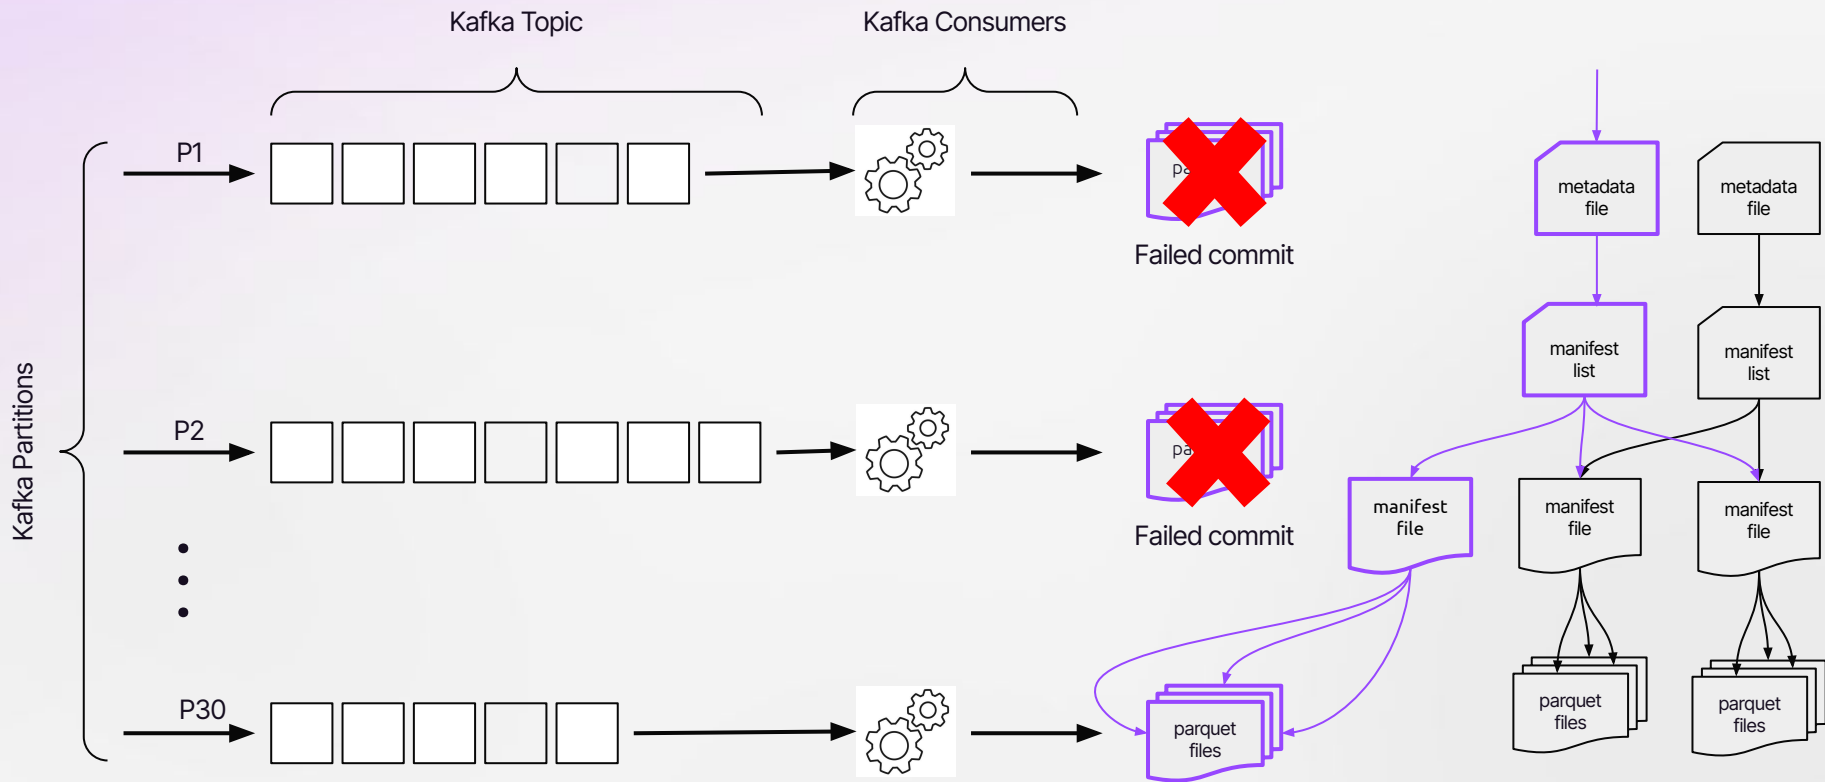 Kafka Topic
Kafka Consumers
Kafka Partitions
P1
Failed commit
P2
Failed commit
P30
parquet
files
metadata
file
metadata
file
manifest
list
manifest
list
manifest
file
manifest
file
manifest
file
parquet
files
parquet
files